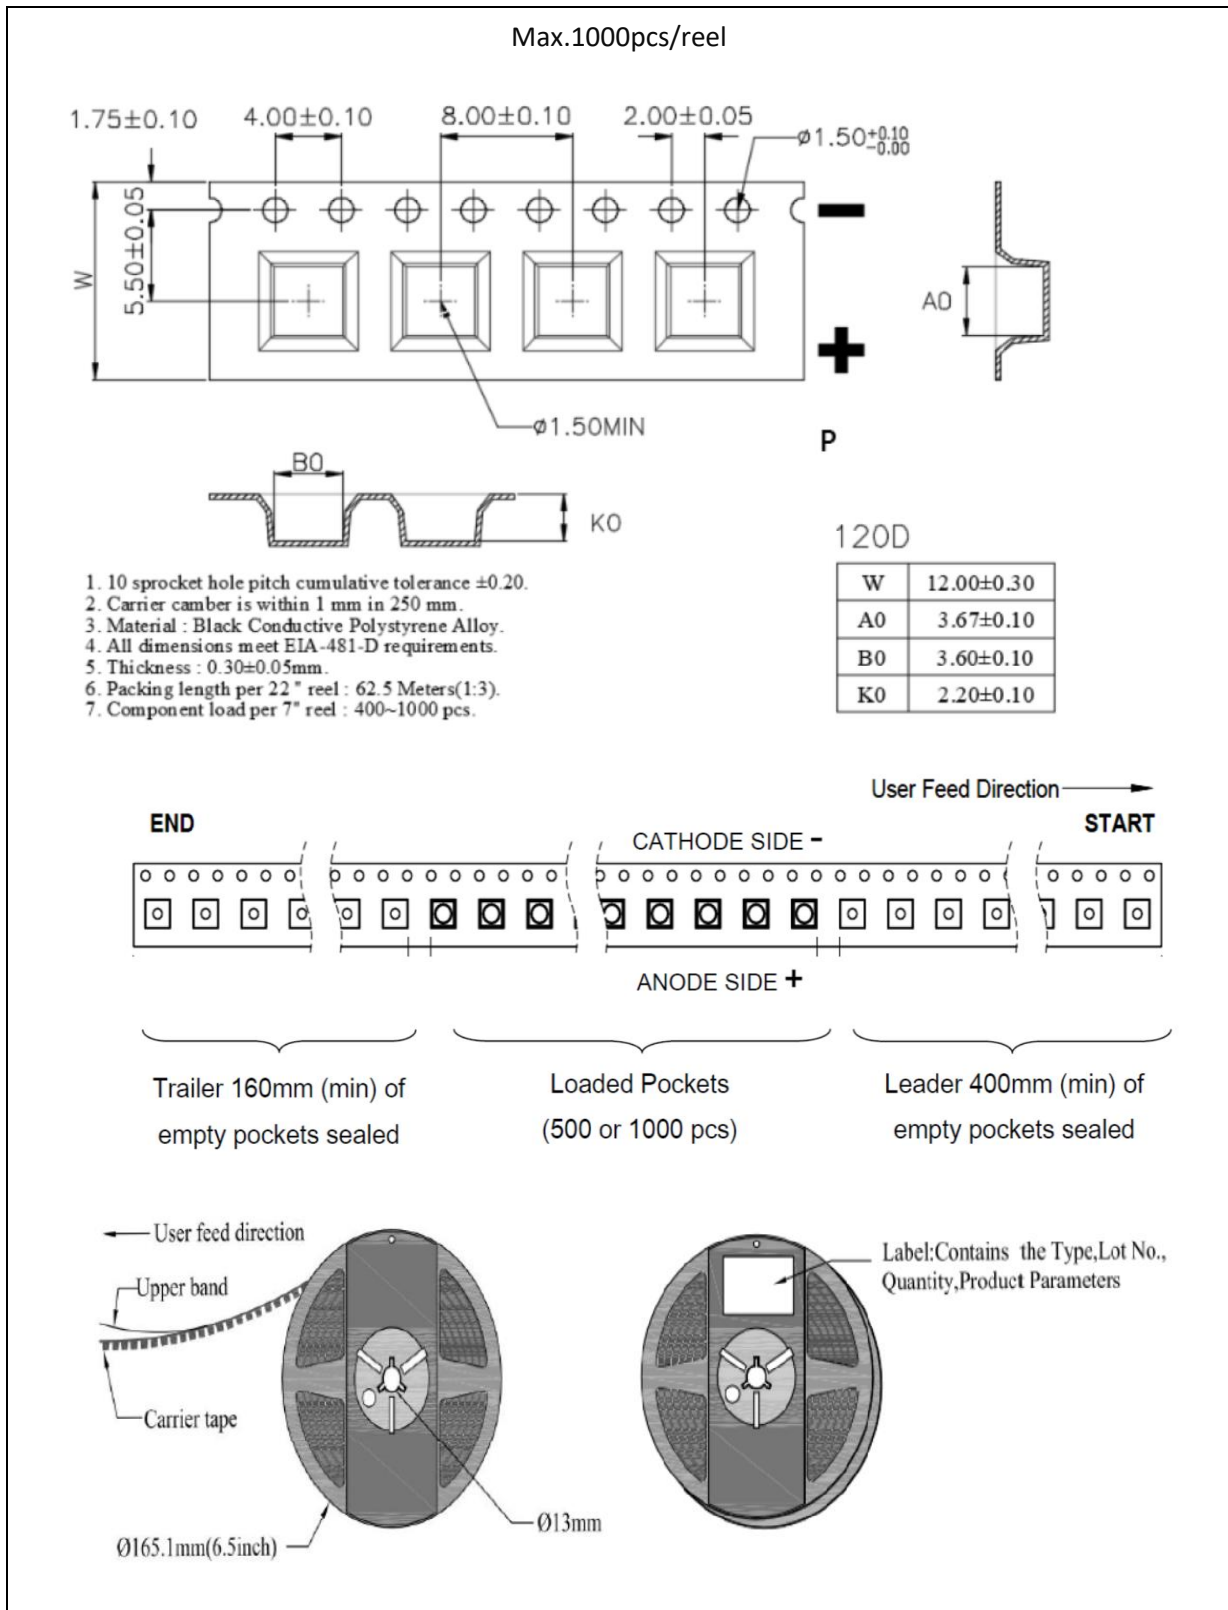 Max.1000pcs/reel
1.75±0.10
4.00±0.10
8.00±0.10
2.00±0.05
ø1.50+0.10
-0.00
5.50±0.05
W
A0
ø1.50MIN
P
B0
K0
120D
W 12.00±0.30
A0 3.67±0.10
B0 3.60±0.10
K0 2.20±0.10
1. 10 sprocket hole pitch cumulative tolerance ±0.20.
2. Carrier camber is within 1 mm in 250 mm.
3. Material : Black Conductive Polystyrene Alloy.
4. All dimensions meet EIA-481-D requirements.
5. Thickness : 0.30±0.05mm.
6. Packing length per 22 " reel : 62.5 Meters(1:3).
7. Component load per 7" reel : 400~1000 pcs.
User Feed Direction
END
START
CATHODE SIDE -
ANODE SIDE +
Trailer 160mm (min) of
empty pockets sealed
Loaded Pockets
(500 or 1000 pcs)
Leader 400mm (min) of
empty pockets sealed
User feed direction
Upper band
Carrier tape
Ø13mm
Ø165.1mm(6.5inch)
Label:Contains the Type,Lot No.,
Quantity,Product Parameters